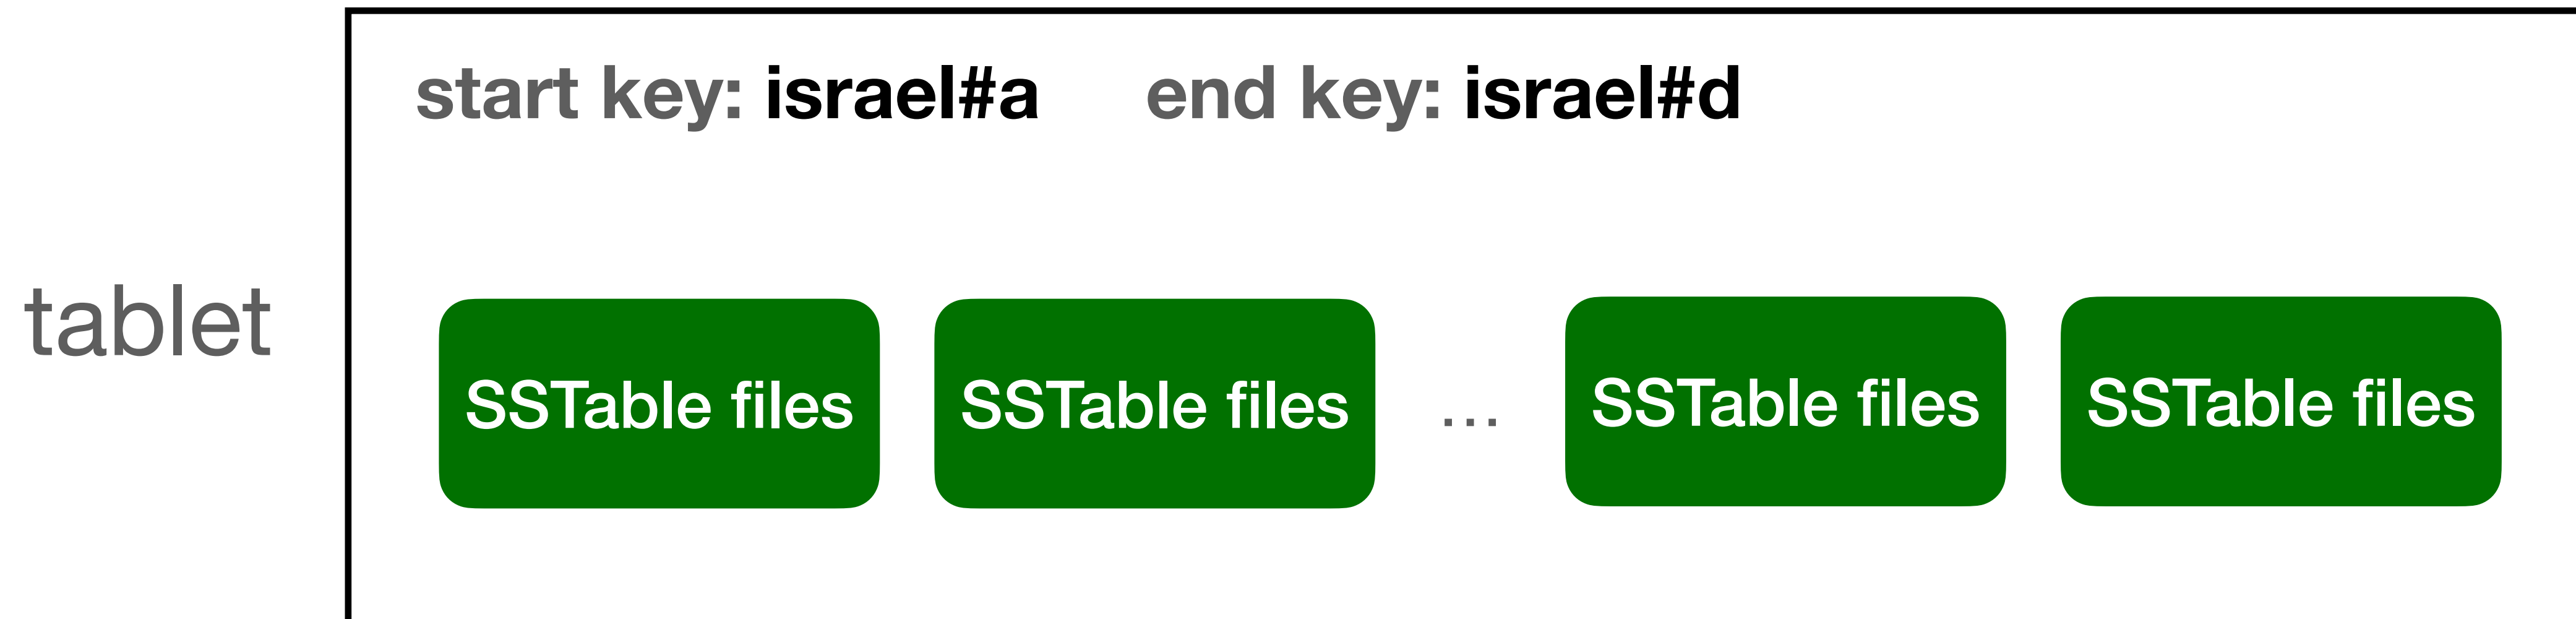 start key: israel#a end key: israel#d
tablet
SSTable files SSTable files ... SSTable files SSTable files